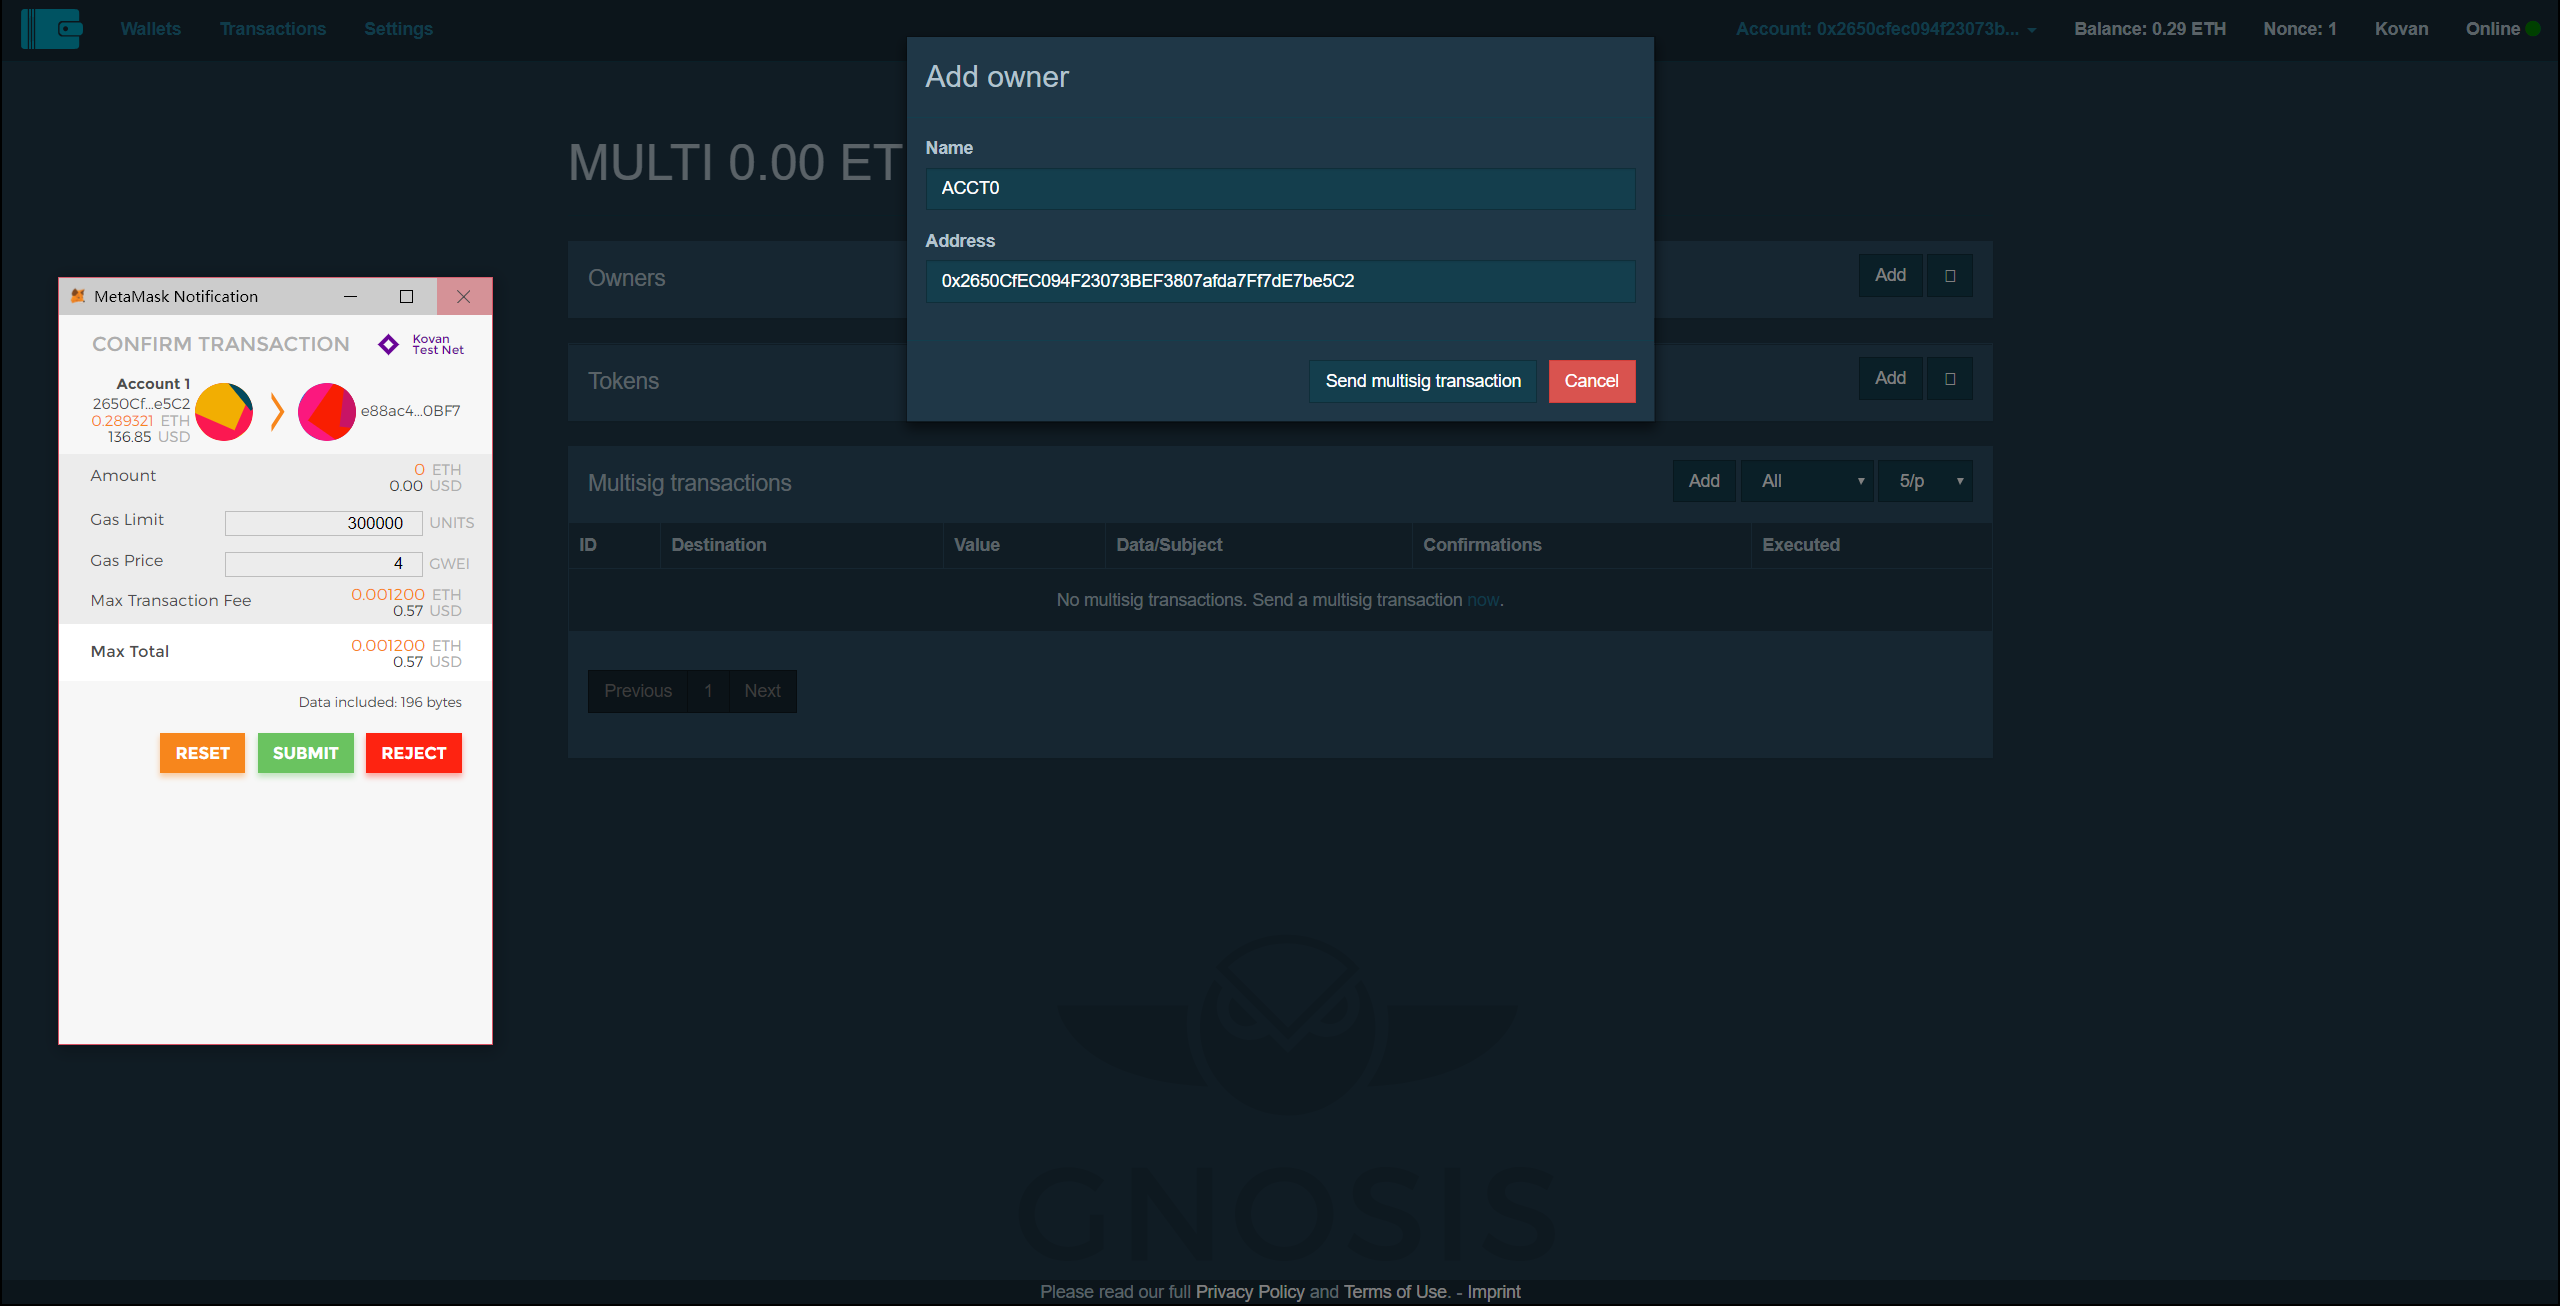 Wallets Transactions Settings Account: 0x2650cfec094f23073b... Balance: 0.29 ETH Nonce: 1 Kovan Online
Add owner
Name
ACCT0
Address
0x2650CfEC094F23073BEF3807afda7Ff7dE7be5C2
Send multisig transaction Cancel
MULTI 0.00 ET
Owners Add
Tokens Add
Multisig transactions Add All 5/p
ID Destination Value Data/Subject Confirmations Executed
No multisig transactions. Send a multisig transaction now.
Previous 1 Next
MetaMask Notification
CONFIRM TRANSACTION Kovan
Test Net
Account 1
2650Cf...e5C2 e88ac4...0BF7
0.289321 ETH
136.85 USD
Amount 0 ETH
0.00 USD
Gas Limit 300000 UNITS
Gas Price 4 GWEI
Max Transaction Fee 0.001200 ETH
0.57 USD
Max Total 0.001200 ETH
0.57 USD
Data included: 196 bytes
RESET SUBMIT REJECT
GNOSIS
Please read our full Privacy Policy and Terms of Use. - Imprint